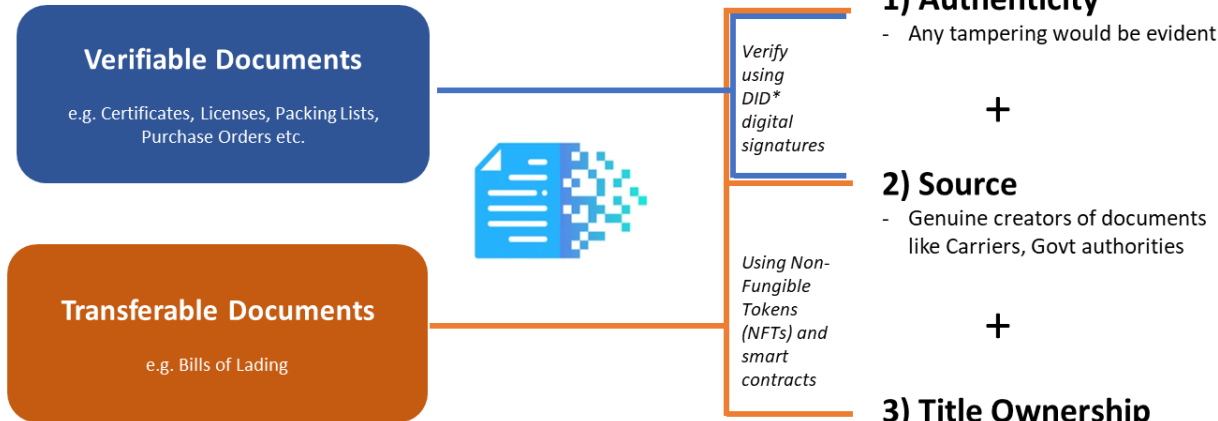 Verifiable Documents
e.g. Certificates, Licenses, Packing Lists,
Purchase Orders etc.
Transferable Documents
e.g. Bills of Lading
Verify
using
DID*
digital
signatures
Using Non-
Fungible
Tokens
(NFTs) and
smart
contracts
1) Authenticity
- Any tampering would be evident
+
2) Source
- Genuine creators of documents
like Carriers, Govt authorities
+
3) Title Ownership